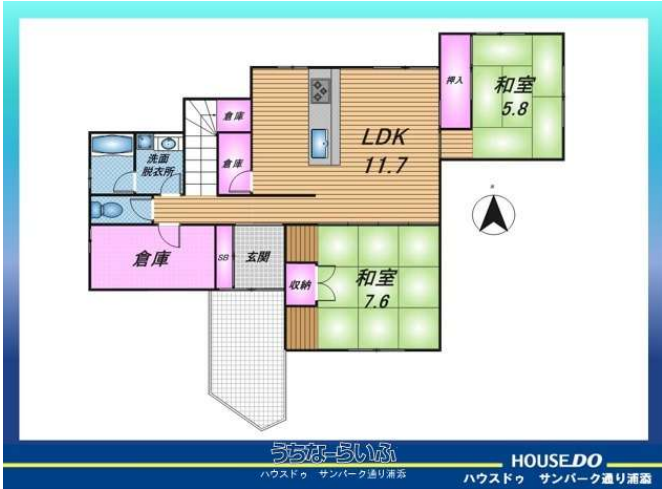 押入
和室
5.8
倉庫
LDK
11.7
洗面
脱衣所
倉庫
倉庫
SB
玄関
収納
和室
7.6
うちなーらいふ
ハウスドゥ サンパーク通り浦添
HOUSE DO
ハウスドゥ サンパーク通り浦添